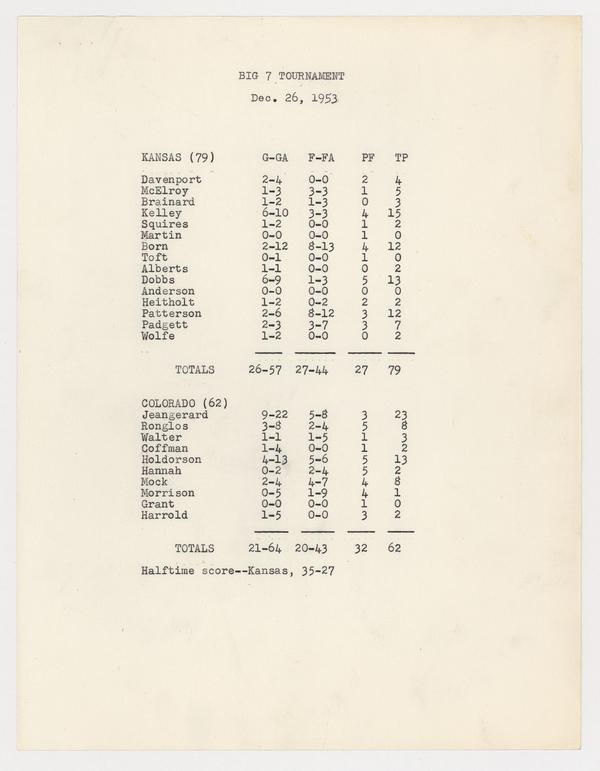 BIG 7 TOURNAMENT
Dec. 26, 1953
KANSAS (79) G-GA F-FA PF TP
Davenport 2-4 0-0 2 4
McElroy 1-3 3-3 1 5
Brainard 1-2 1-3 0 3
Kelley 6-10 3-3 4 15
Squires 1-2 0-0 1 2
Martin 0-0 0-0 1 0
Born 2-12 8-13 4 12
Toft 0-1 0-0 1 0
Alberts 1-1 0-0 0 2
Dobbs 6-9 1-3 5 13
Anderson 0-0 0-0 0 0
Heitholt 1-2 0-2 2 2
Patterson 2-6 8-12 3 12
Padgett 2-3 3-7 3 7
Wolfe 1-2 0-0 0 2
TOTALS 26-57 27-44 27 79
COLORADO (62)
Jeangerard 9-22 5-8 3 23
Ronglos 3-8 2-4 5 8
Walter 1-1 1-5 1 3
Coffman 1-4 0-0 1 2
Holdorson 4-13 5-6 5 13
Hannah 0-2 2-4 5 2
Mock 2-4 4-7 4 8
Morrison 0-5 1-9 4 1
Grant 0-0 0-0 1 0
Harrold 1-5 0-0 3 2
TOTALS 21-64 20-43 32 62
Halftime score--Kansas, 35-27